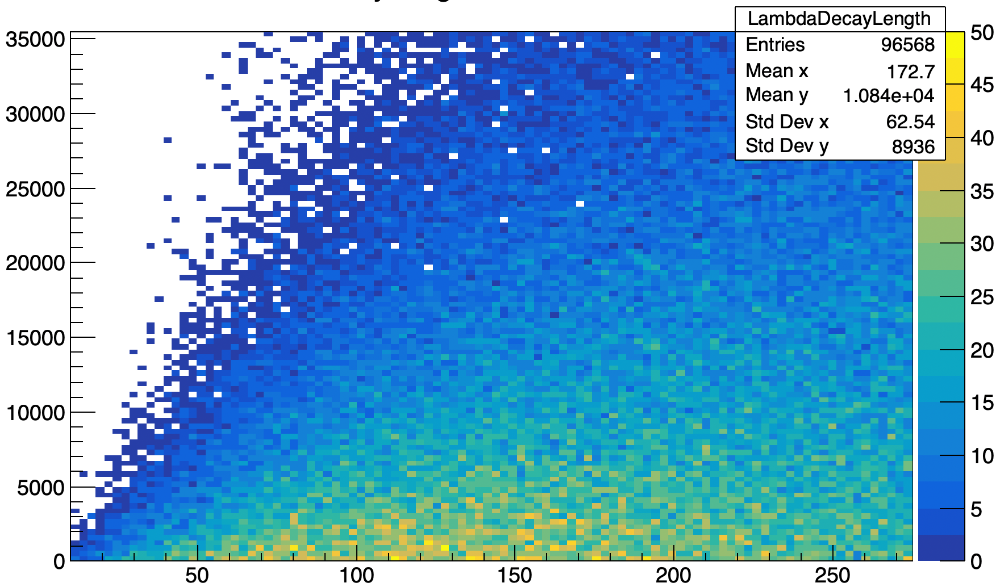 LambdaDecayLength
Entries 96568
Mean x 172.7
Mean y 1.084e+04
Std Dev x 62.54
Std Dev y 8936
35000
30000
25000
20000
15000
10000
5000
0
50 100 150 200 250
50
45
40
35
30
25
20
15
10
5
0